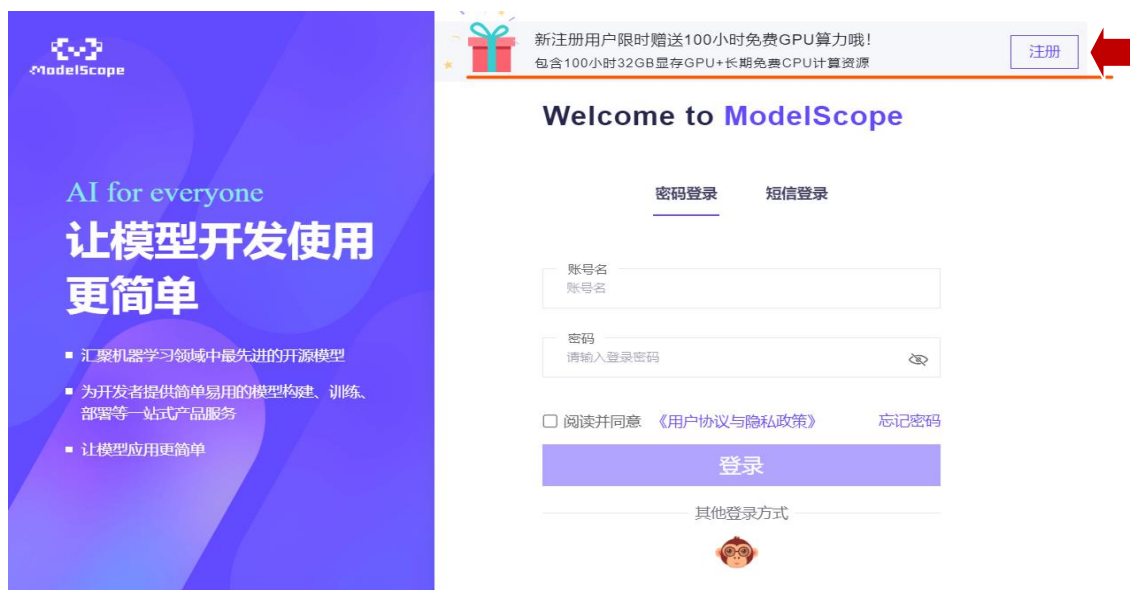 ModelScope
AI for everyone
让模型开发使用
更简单
汇聚机器学习领域中最先进的开源模型
为开发者提供简单易用的模型构建、训练、
部署等一站式产品服务
让模型应用更简单
新注册用户限时赠送100小时免费GPU算力哦!
包含100小时32GB显存GPU+长期免费CPU计算资源
注册
Welcome to ModelScope
密码登录 短信登录
账号名
账号名
密码
请输入登录密码
阅读并同意 《用户协议与隐私政策》 忘记密码
登录
其他登录方式